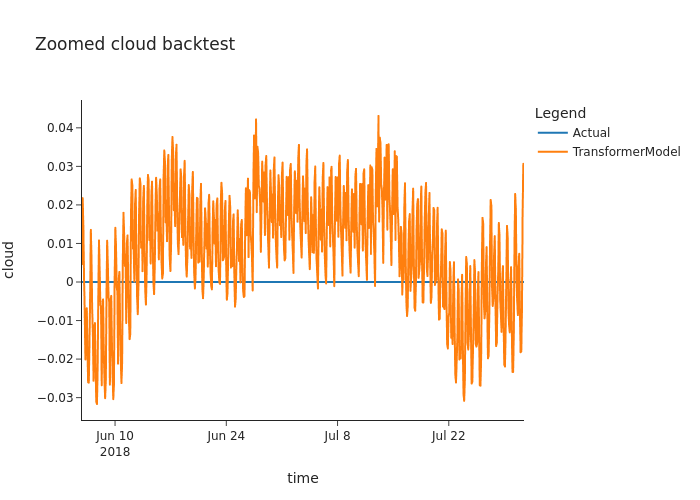 Zoomed cloud backtest
Legend
Actual
TransformerModel
0.04
0.03
0.02
0.01
0
−0.01
−0.02
−0.03
cloud
Jun 10
2018
Jun 24
Jul 8
Jul 22
time